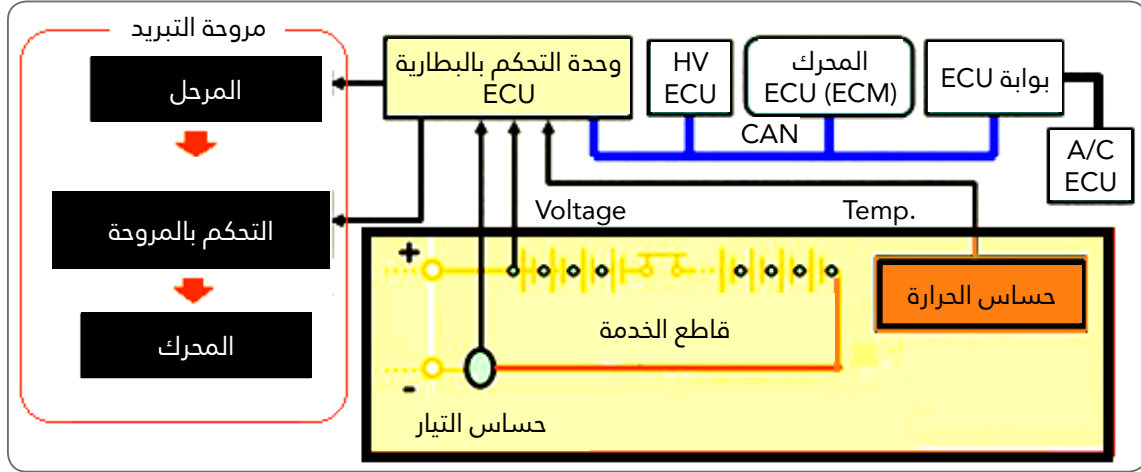 مروحة التبريد
المرحل
التحكم بالمروحة
المحرك
وحدة التحكم بالبطارية
ECU
HV
ECU
المحرك
ECU (ECM)
بوابة ECU
A/C
ECU
CAN
Voltage
Temp.
+
-
حساس الحرارة
قاطع الخدمة
حساس التيار